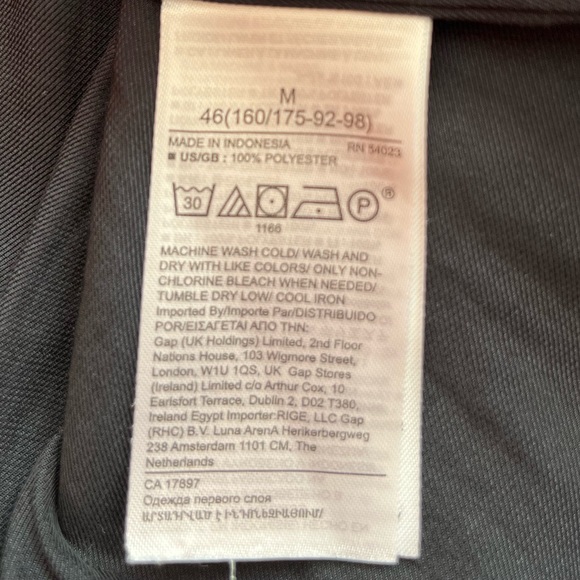 M
46(160/175-92-98)
MADE IN INDONESIA RN 54023
■ US/GB : 100% POLYESTER
30 P ®
1166
MACHINE WASH COLD/ WASH AND
DRY WITH LIKE COLORS/ ONLY NON-
CHLORINE BLEACH WHEN NEEDED/
TUMBLE DRY LOW/ COOL IRON
Imported By/Importe Par/DISTRIBUIDO
POR/ΕΙΣΑΓΕΤΑΙ ΑΠΟ ΤΗΝ:
Gap (UK Holdings) Limited, 2nd Floor
Nations House, 103 Wigmore Street,
London, W1U 1QS, UK Gap Stores
(Ireland) Limited c/o Arthur Cox, 10
Earlsfort Terrace, Dublin 2, D02 T380,
Ireland Egypt Importer:RIGE, LLC Gap
(RHC) B.V. Luna ArenA Herikerbergweg
238 Amsterdam 1101 CM, The
Netherlands
CA 17897
Одежда первого слоя